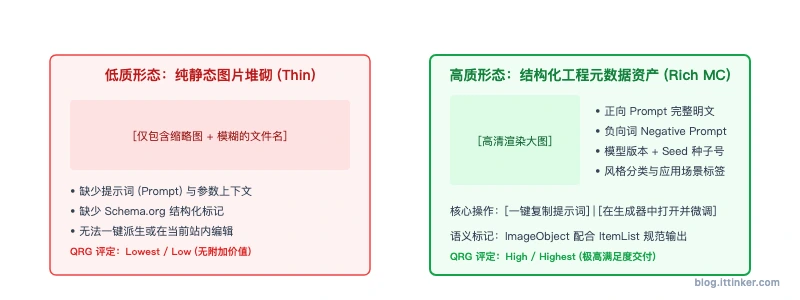 低质形态：纯静态图片堆砌 (Thin)
[仅包含缩略图 + 模糊的文件名]
• 缺少提示词 (Prompt) 与参数上下文
• 缺少 Schema.org 结构化标记
• 无法一键派生或在当前站内编辑
QRG 评定：Lowest / Low (无附加价值)
高质形态：结构化工程元数据资产 (Rich MC)
[高清渲染大图]
• 正向 Prompt 完整明文
• 负向词 Negative Prompt
• 模型版本 + Seed 种子号
• 风格分类与应用场景标签
核心操作：[一键复制提示词] | [在生成器中打开并微调]
语义标记：ImageObject 配合 ItemList 规范输出
QRG 评定：High / Highest (极高满足度交付)
blog.ittinker.com